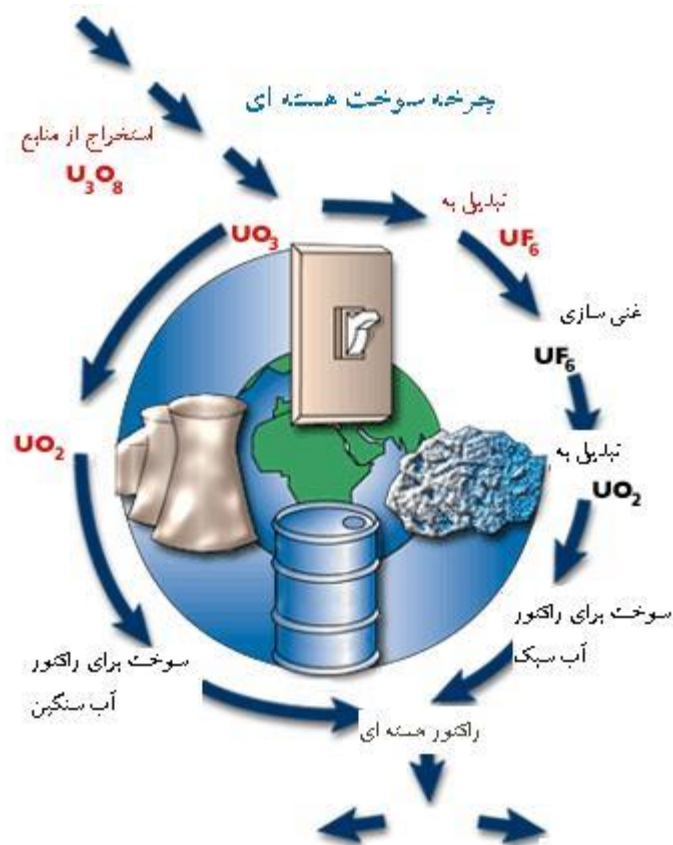 چرخه سوخت هسته ای
استخراج از منابع
U₃O₈
تبدیل به
UF₆
UO₃
غنی سازی
UF₆
تبدیل به
UO₂
UO₂
سوخت برای راکتور
آب سبک
سوخت برای راکتور
آب سنگین
راکتور هسته ای